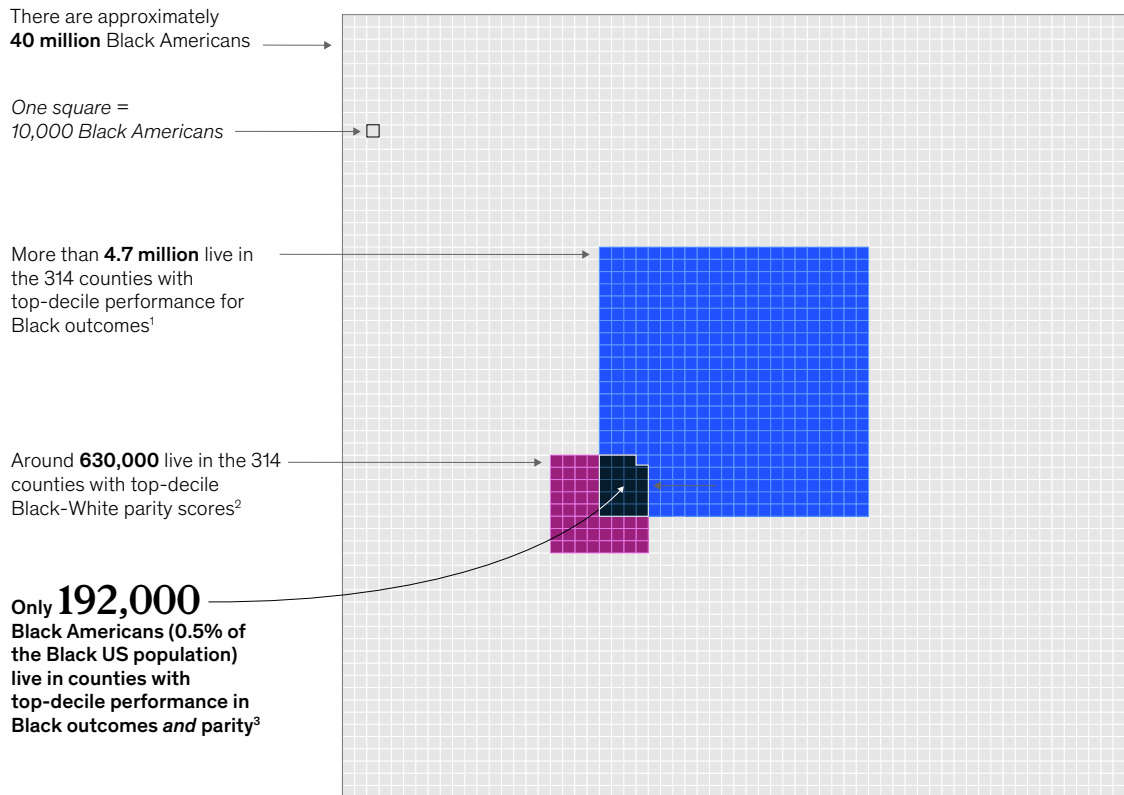 There are approximately
40 million Black Americans
One square =
10,000 Black Americans
More than 4.7 million live in
the 314 counties with
top-decile performance for
Black outcomes¹
Around 630,000 live in the 314
counties with top-decile
Black-White parity scores²
Only 192,000
Black Americans (0.5% of
the Black US population)
live in counties with
top-decile performance in
Black outcomes and parity³